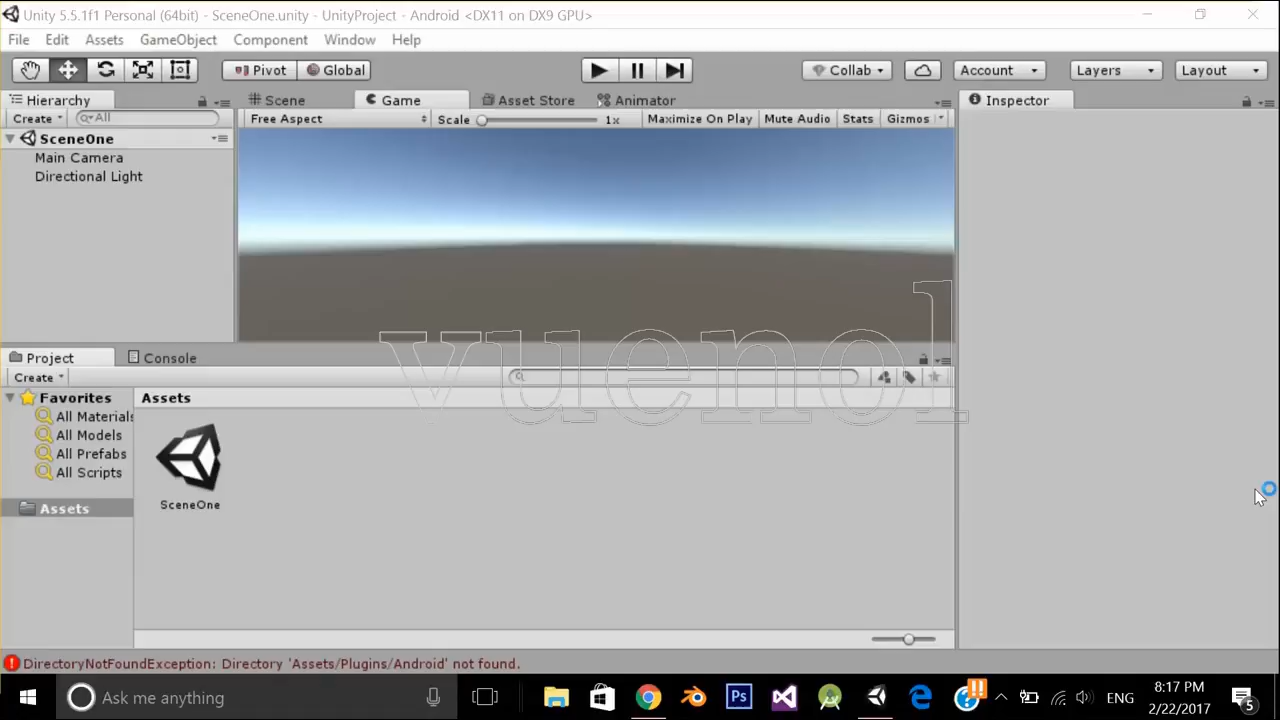 Unity 5.5.1f1 Personal (64bit) - SceneOne.unity - UnityProject - Android <DX11 on DX9 GPU>
File Edit Assets GameObject Component Window Help
Pivot Global Collab Account Layers Layout
Hierarchy Scene Game Asset Store Animator Inspector
Create All Free Aspect Scale 1x Maximize On Play Mute Audio Stats Gizmos
SceneOne
Main Camera
Directional Light
vuenol
Project Console
Create
Favorites Assets
All Materials
All Models
All Prefabs
All Scripts
SceneOne
Assets
DirectoryNotFoundException: Directory 'Assets/Plugins/Android' not found.
Ask me anything ENG 8:17 PM
2/22/2017 5